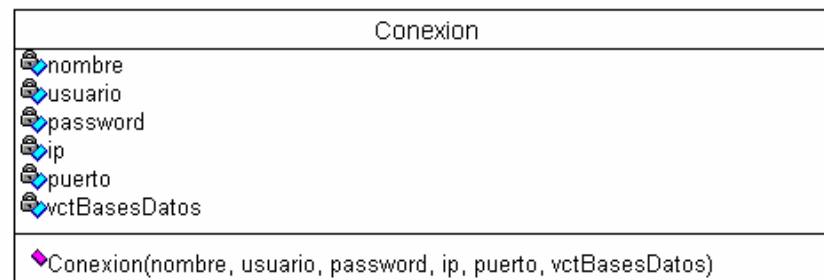 Conexion
nombre
usuario
password
ip
puerto
vctBasesDatos
Conexion(nombre, usuario, password, ip, puerto, vctBasesDatos)